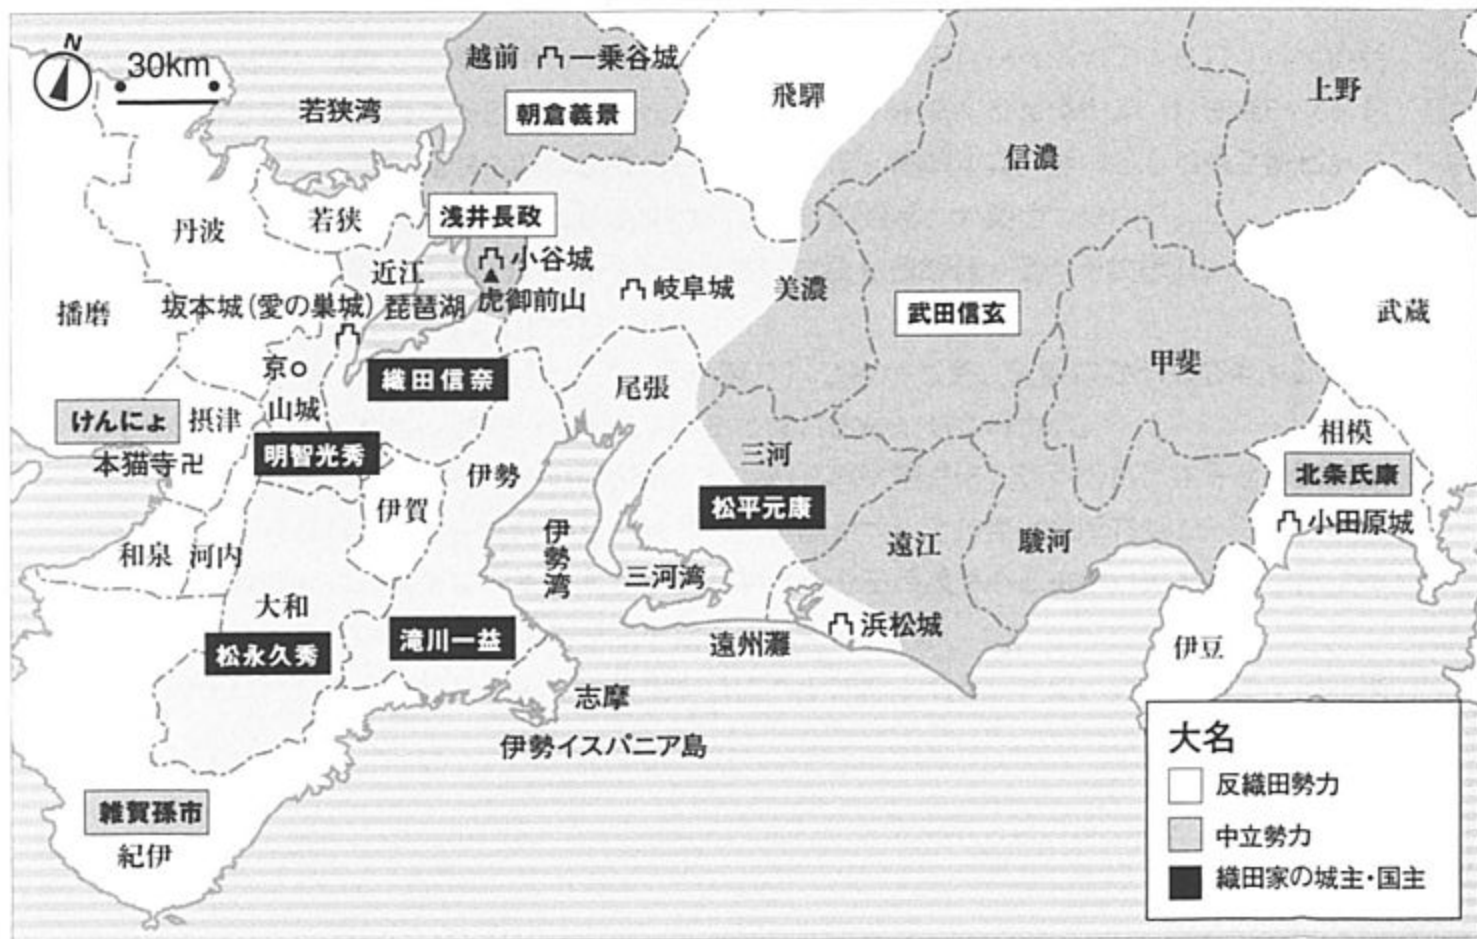 N
30km
若狭湾
越前
一乗谷城
朝倉義景
飛騨
上野
信濃
丹波
若狭
浅井長政
近江
小谷城
虎御前山
岐阜城
美濃
武田信玄
武蔵
播磨
坂本城(愛の巣城)
琵琶湖
京
織田信奈
尾張
甲斐
けんにょ
摂津
山城
本猫寺卍
明智光秀
伊勢
三河
松平元康
相模
北条氏康
小田原城
和泉
河内
伊賀
伊勢湾
三河湾
遠江
駿河
大和
松永久秀
滝川一益
遠州灘
浜松城
伊豆
志摩
伊勢イスパニア島
雑賀孫市
紀伊
大名
反織田勢力
中立勢力
織田家の城主・国主